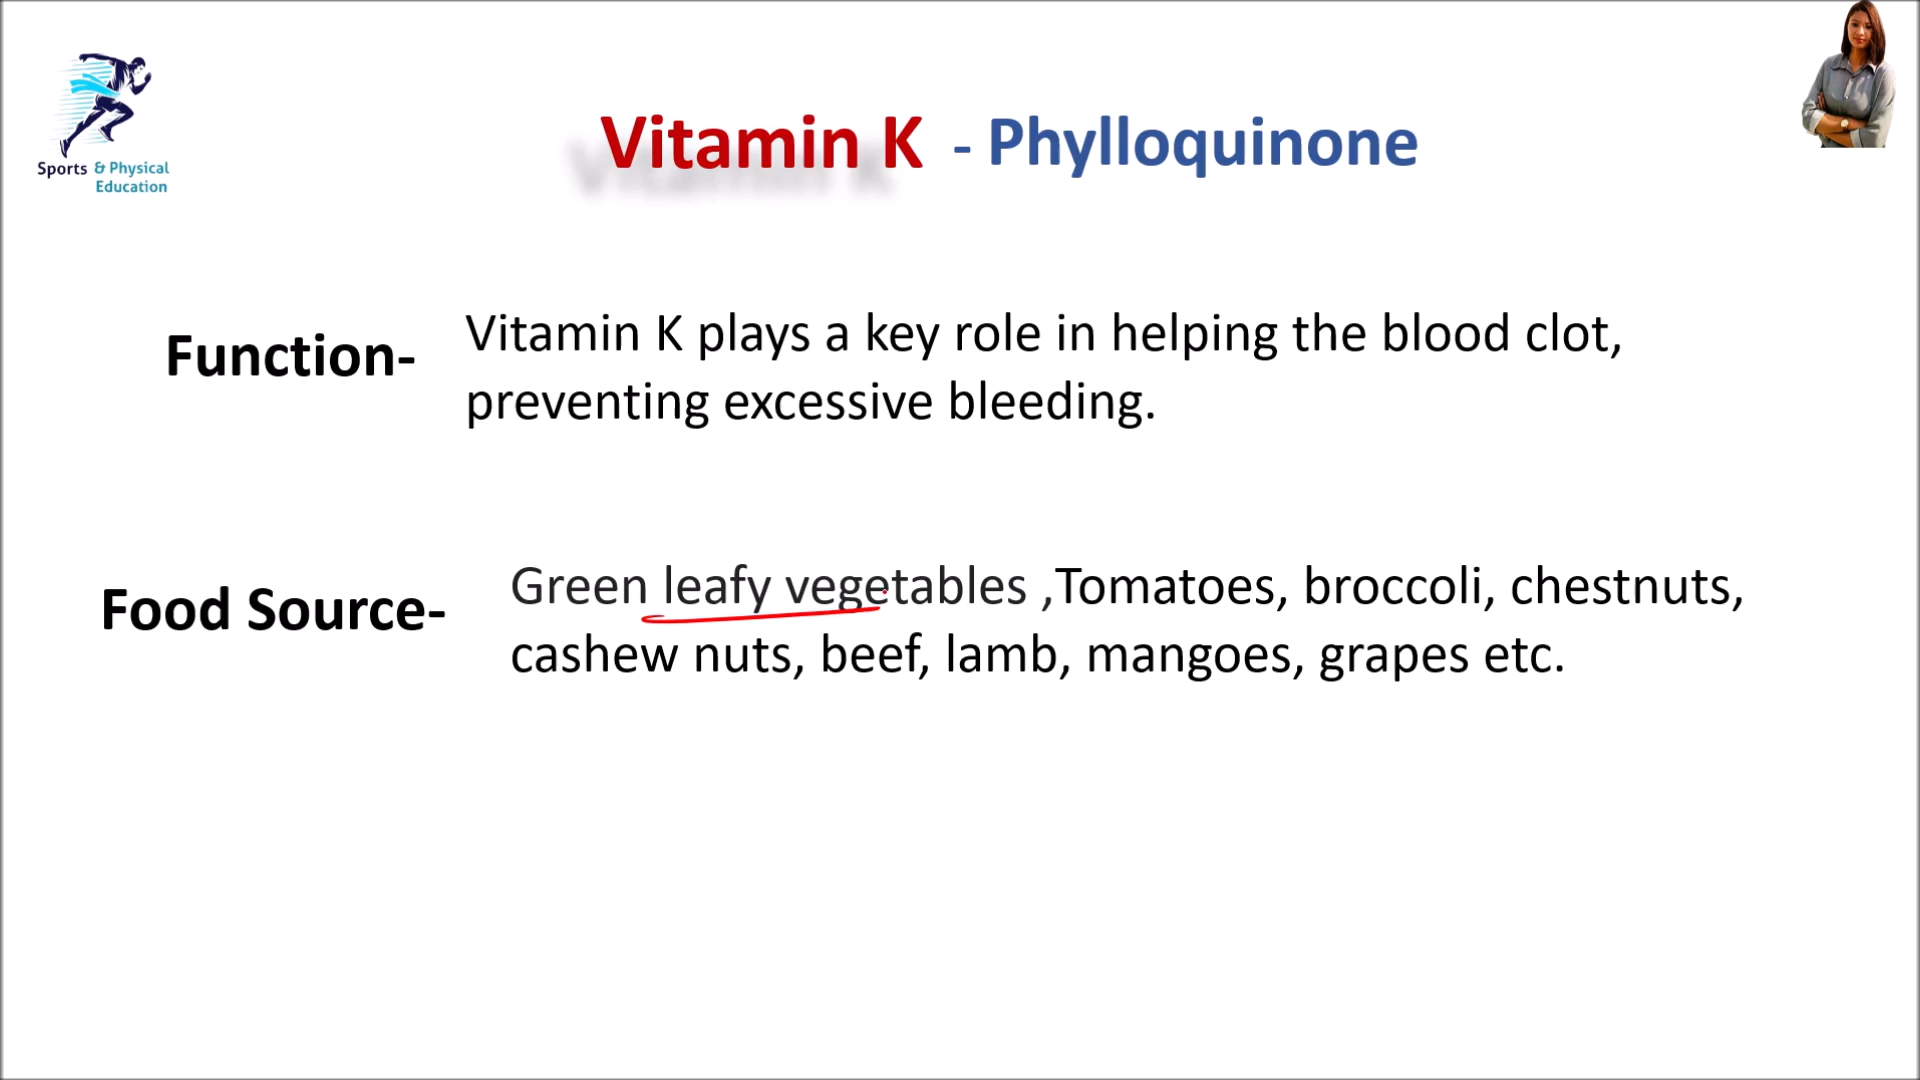 Sports & Physical
Education
Vitamin K - Phylloquinone
Function-
Vitamin K plays a key role in helping the blood clot,
preventing excessive bleeding.
Food Source-
Green leafy vegetables ,Tomatoes, broccoli, chestnuts,
cashew nuts, beef, lamb, mangoes, grapes etc.